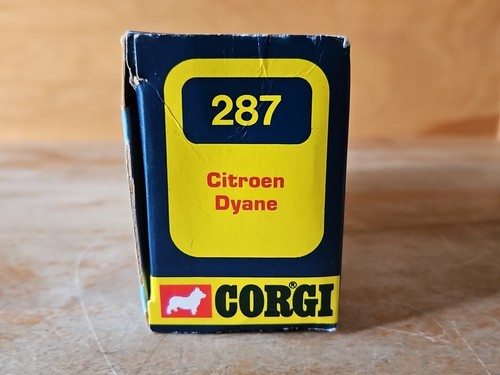 287
Citroen
Dyane
CORGI®